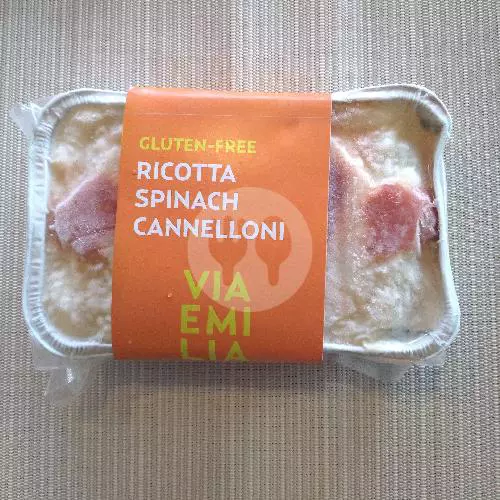 GLUTEN-FREE
RICOTTA
SPINACH
CANNELLONI
VIA
EMI
LIA